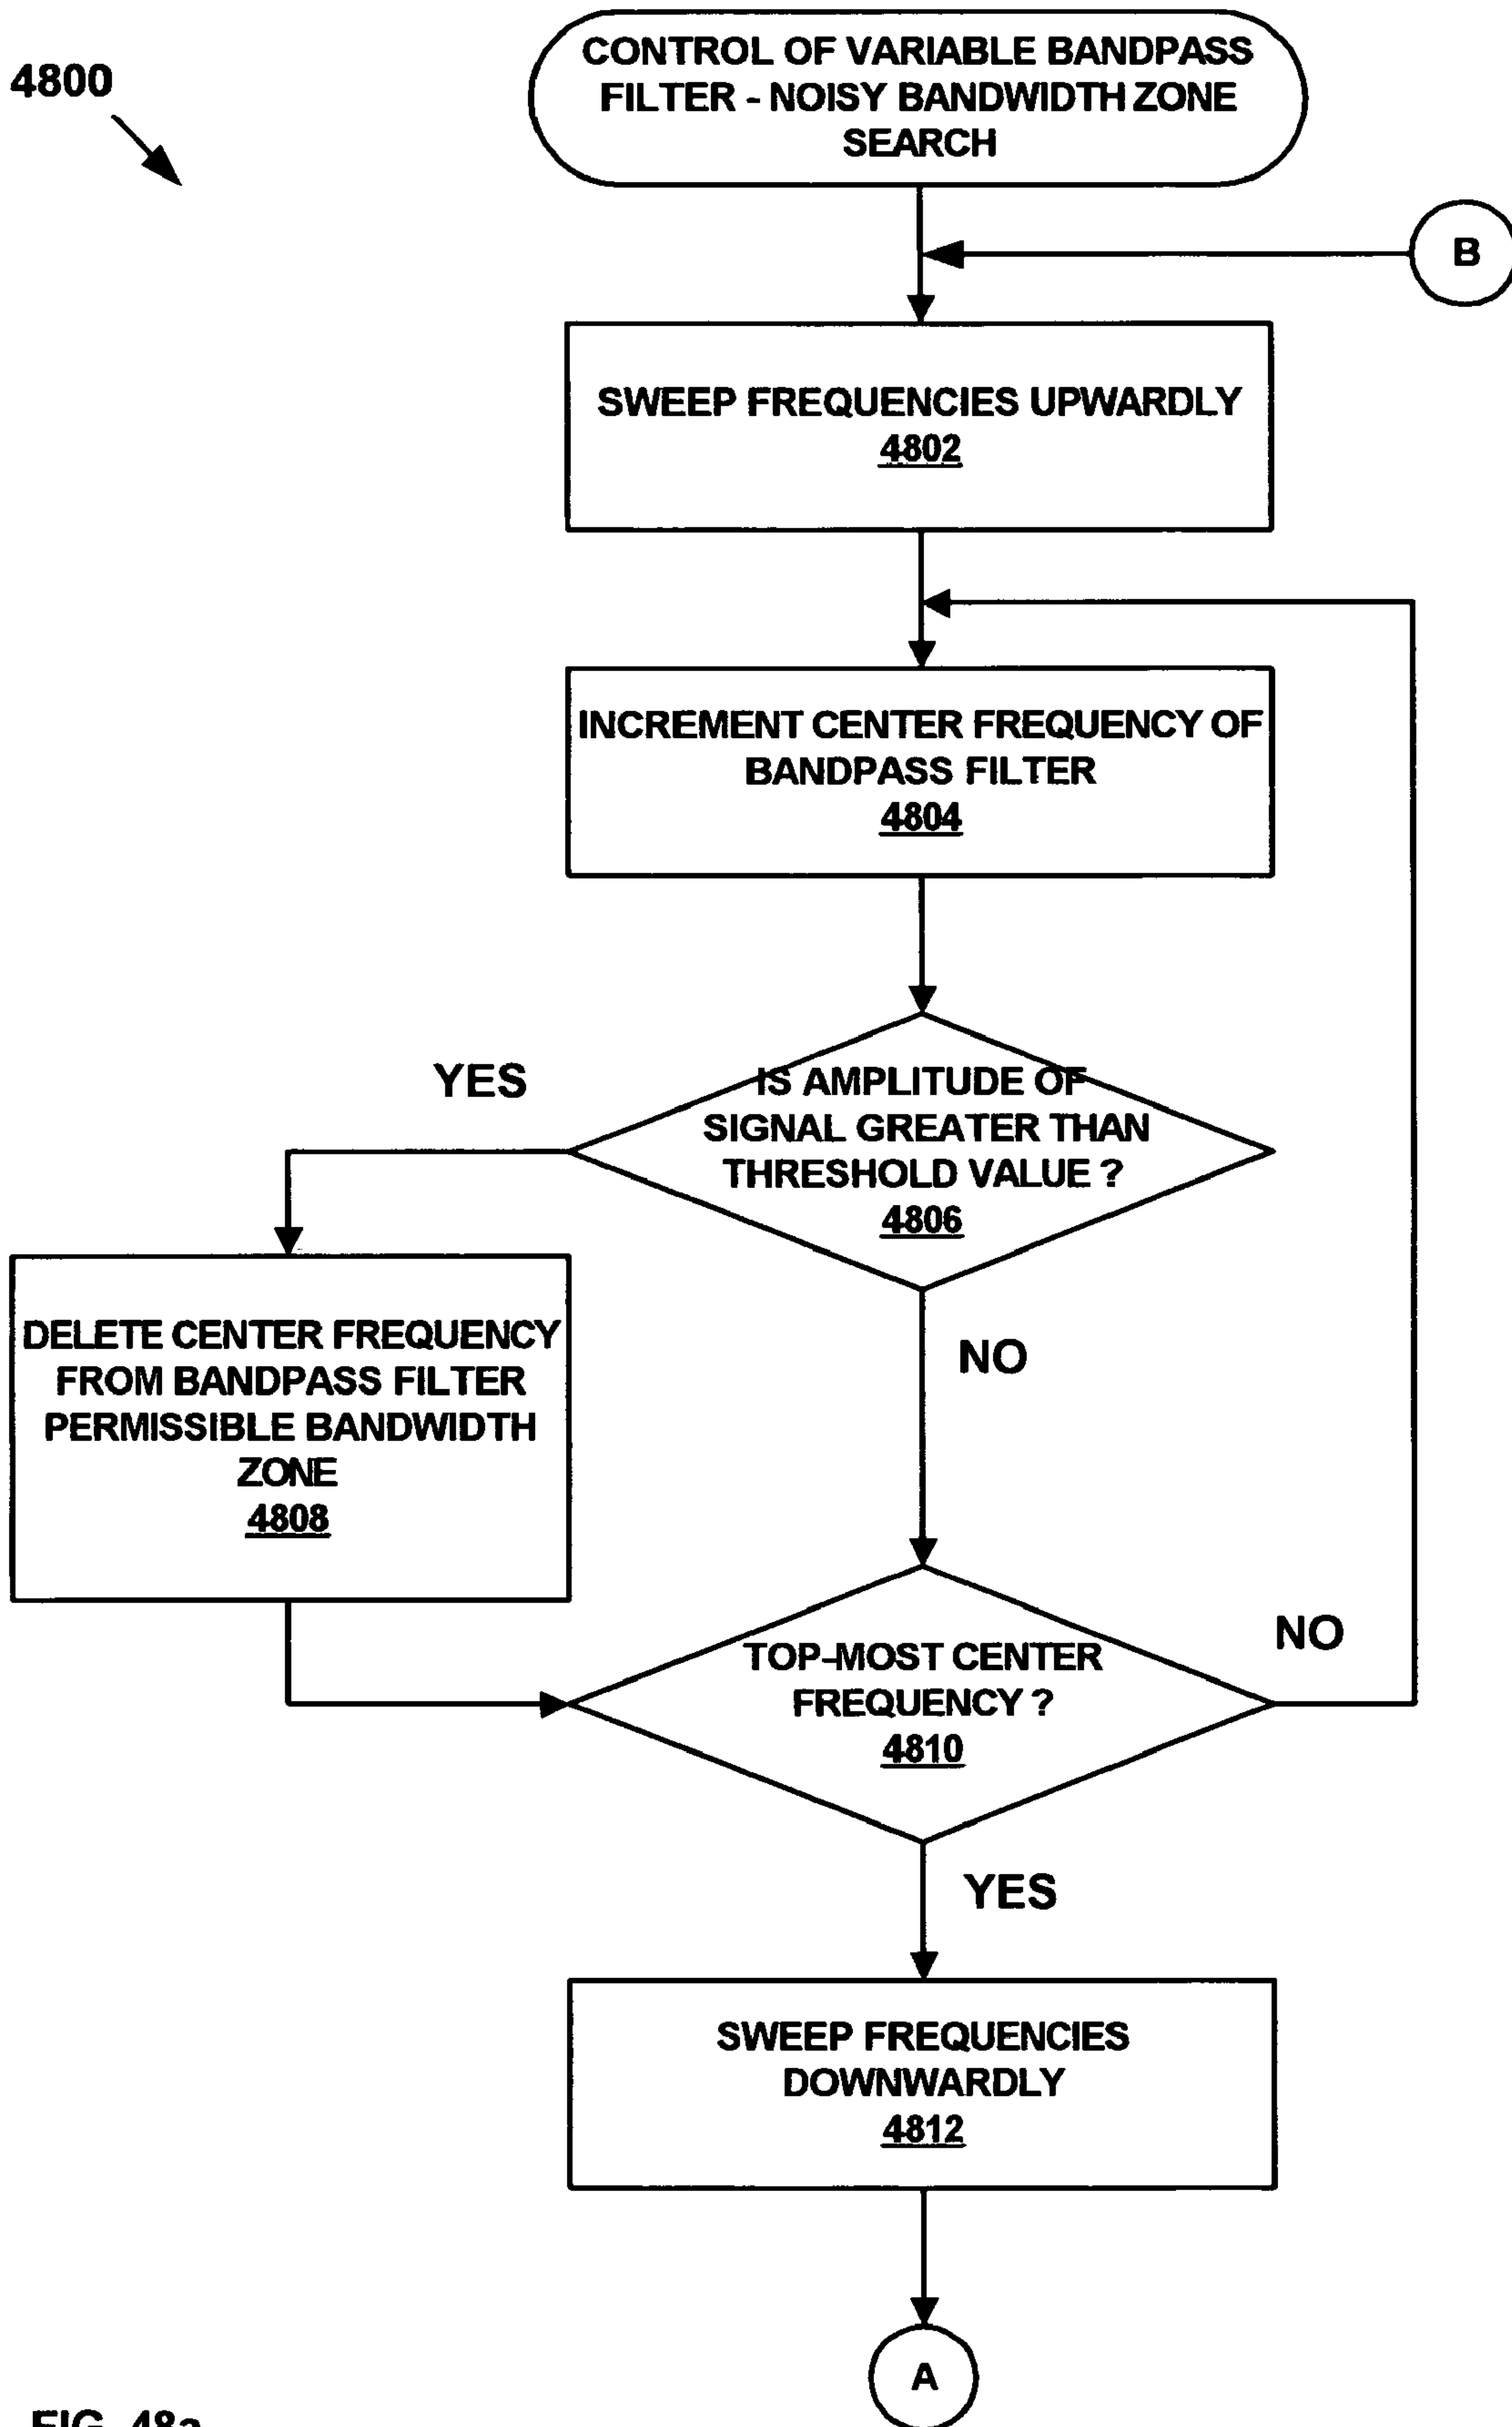 4800
CONTROL OF VARIABLE BANDPASS
FILTER - NOISY BANDWIDTH ZONE
SEARCH
B
SWEEP FREQUENCIES UPWARDLY
4802
INCREMENT CENTER FREQUENCY OF
BANDPASS FILTER
4804
YES
IS AMPLITUDE OF
SIGNAL GREATER THAN
THRESHOLD VALUE ?
4806
DELETE CENTER FREQUENCY
FROM BANDPASS FILTER
PERMISSIBLE BANDWIDTH
ZONE
4808
NO
TOP-MOST CENTER
FREQUENCY ?
4810
NO
YES
SWEEP FREQUENCIES
DOWNWARDLY
4812
A
FIG. 48a